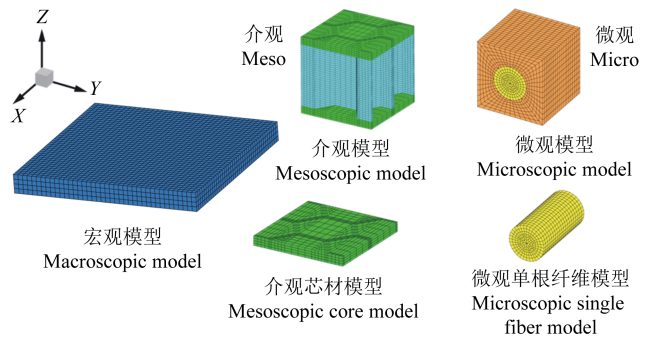 Z
Y
X
介观
Meso
微观
Micro
介观模型
Mesoscopic model
微观模型
Microscopic model
宏观模型
Macroscopic model
介观芯材模型
Mesoscopic core model
微观单根纤维模型
Microscopic single
fiber model